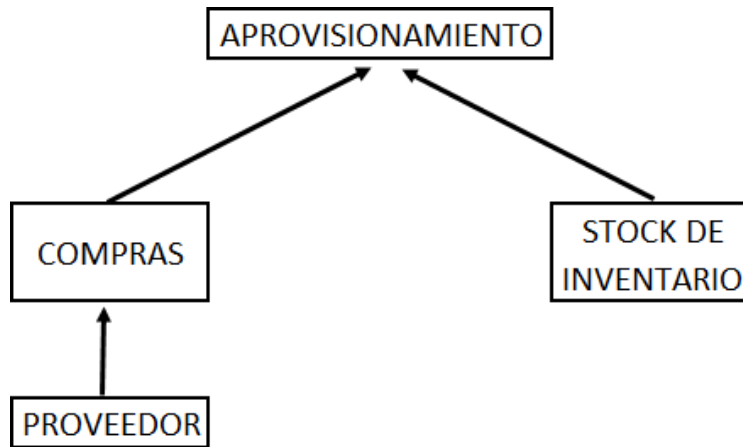 APROVISIONAMIENTO
COMPRAS
STOCK DE
INVENTARIO
PROVEEDOR